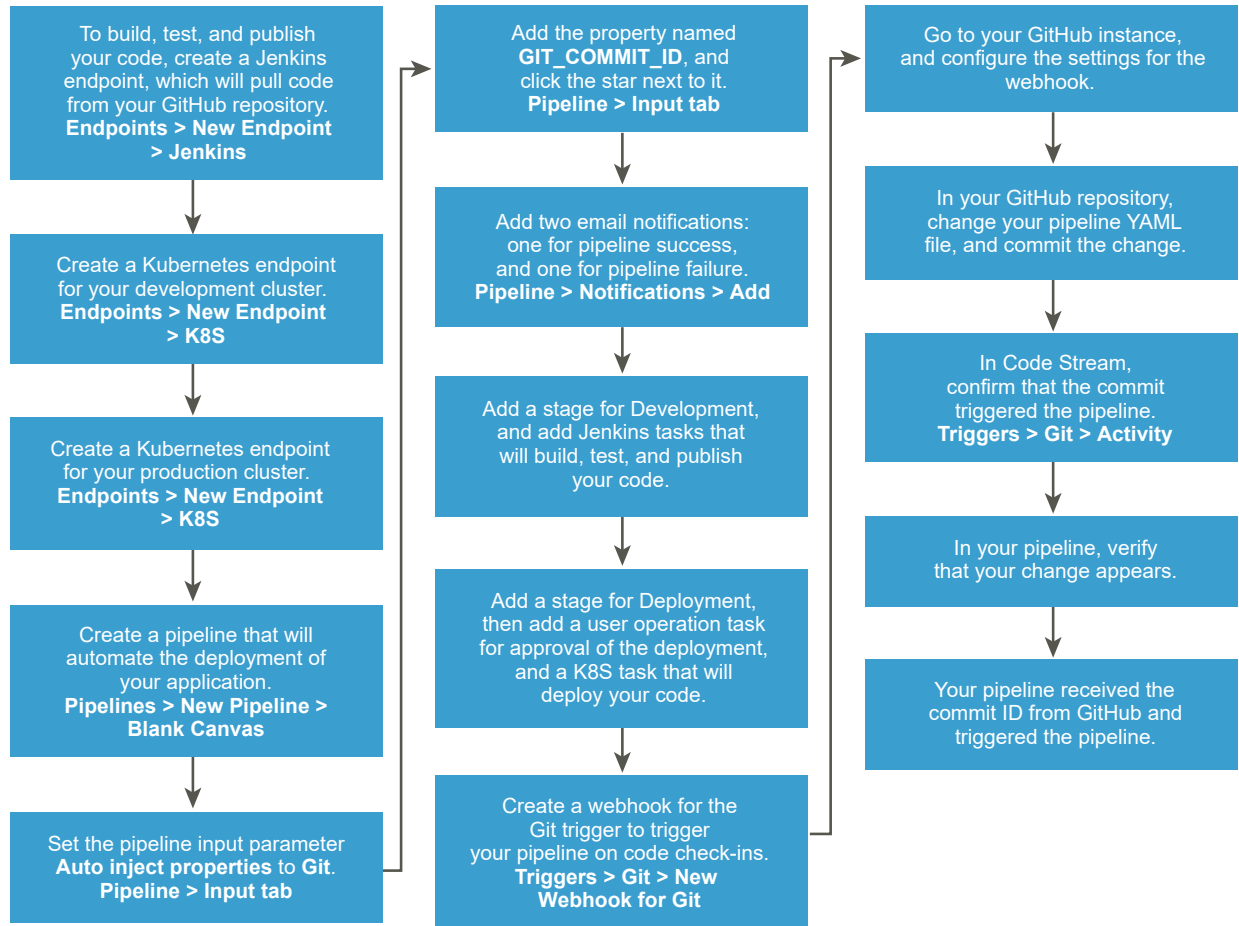 To build, test, and publish
your code, create a Jenkins
endpoint, which will pull code
from your GitHub repository.
Endpoints > New Endpoint
> Jenkins
Create a Kubernetes endpoint
for your development cluster.
Endpoints > New Endpoint
> K8S
Create a Kubernetes endpoint
for your production cluster.
Endpoints > New Endpoint
> K8S
Create a pipeline that will
automate the deployment of
your application.
Pipelines > New Pipeline >
Blank Canvas
Set the pipeline input parameter
Auto inject properties to Git.
Pipeline > Input tab
Add the property named
GIT_COMMIT_ID, and
click the star next to it.
Pipeline > Input tab
Add two email notifications:
one for pipeline success,
and one for pipeline failure.
Pipeline > Notifications > Add
Add a stage for Development,
and add Jenkins tasks that
will build, test, and publish
your code.
Add a stage for Deployment,
then add a user operation task
for approval of the deployment,
and a K8S task that will
deploy your code.
Create a webhook for the
Git trigger to trigger
your pipeline on code check-ins.
Triggers > Git > New
Webhook for Git
Go to your GitHub instance,
and configure the settings for the
webhook.
In your GitHub repository,
change your pipeline YAML
file, and commit the change.
In Code Stream,
confirm that the commit
triggered the pipeline.
Triggers > Git > Activity
In your pipeline, verify
that your change appears.
Your pipeline received the
commit ID from GitHub and
triggered the pipeline.